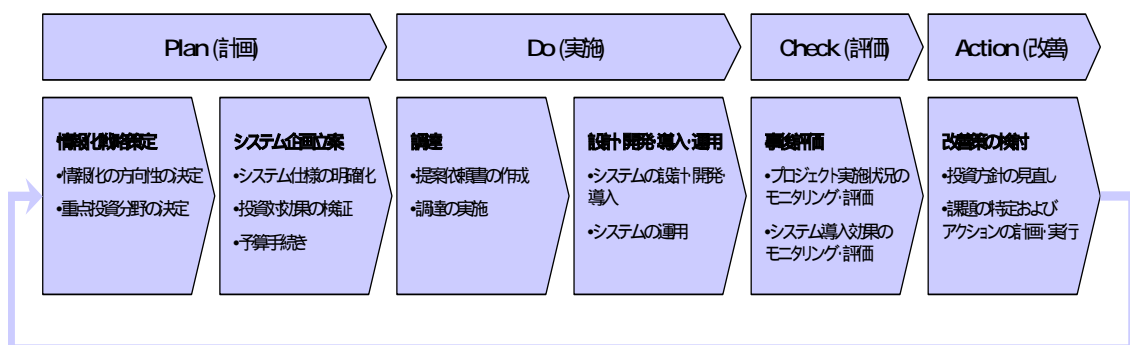 Plan (計画)
Do (実施)
Check (評価)
Action (改善)
情報化戦略策定
•情報化の方向性の決定
•重点投資分野の決定
システム企画立案
•システム仕様の明確化
•投資対効果の検証
•予算手続き
調達
•提案依頼書の作成
•調達の実施
設計・開発・導入・運用
•システムの設計・開発・
導入
•システムの運用
事後評価
•プロジェクト実施状況の
モニタリング・評価
•システム導入効果の
モニタリング・評価
改善策の検討
•投資方針の見直し
•課題の特定および
アクションの計画・実行